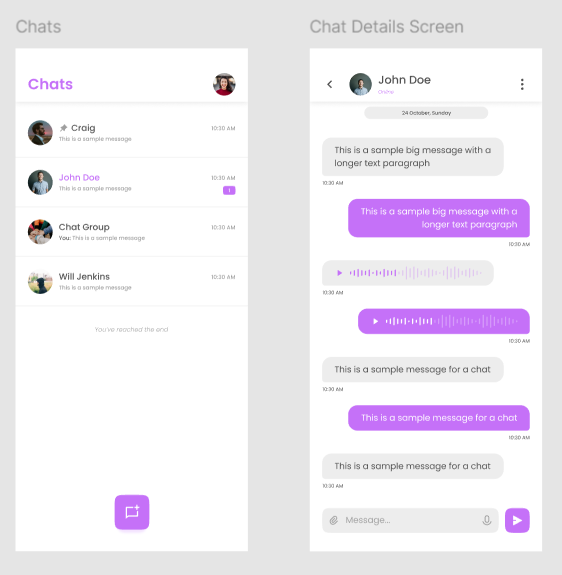 Chats
Chats
Craig
10:30 AM
This is a sample message
John Doe
10:30 AM
This is a sample message
1
Chat Group
10:30 AM
You: This is a sample message
Will Jenkins
10:30 AM
This is a sample message
You've reached the end
Chat Details Screen
John Doe
Online
24 October, Sunday
This is a sample big message with a
longer text paragraph
10:30 AM
This is a sample big message with a
longer text paragraph
10:30 AM
10:30 AM
10:30 AM
This is a sample message for a chat
10:30 AM
This is a sample message for a chat
10:30 AM
This is a sample message for a chat
10:30 AM
Message...